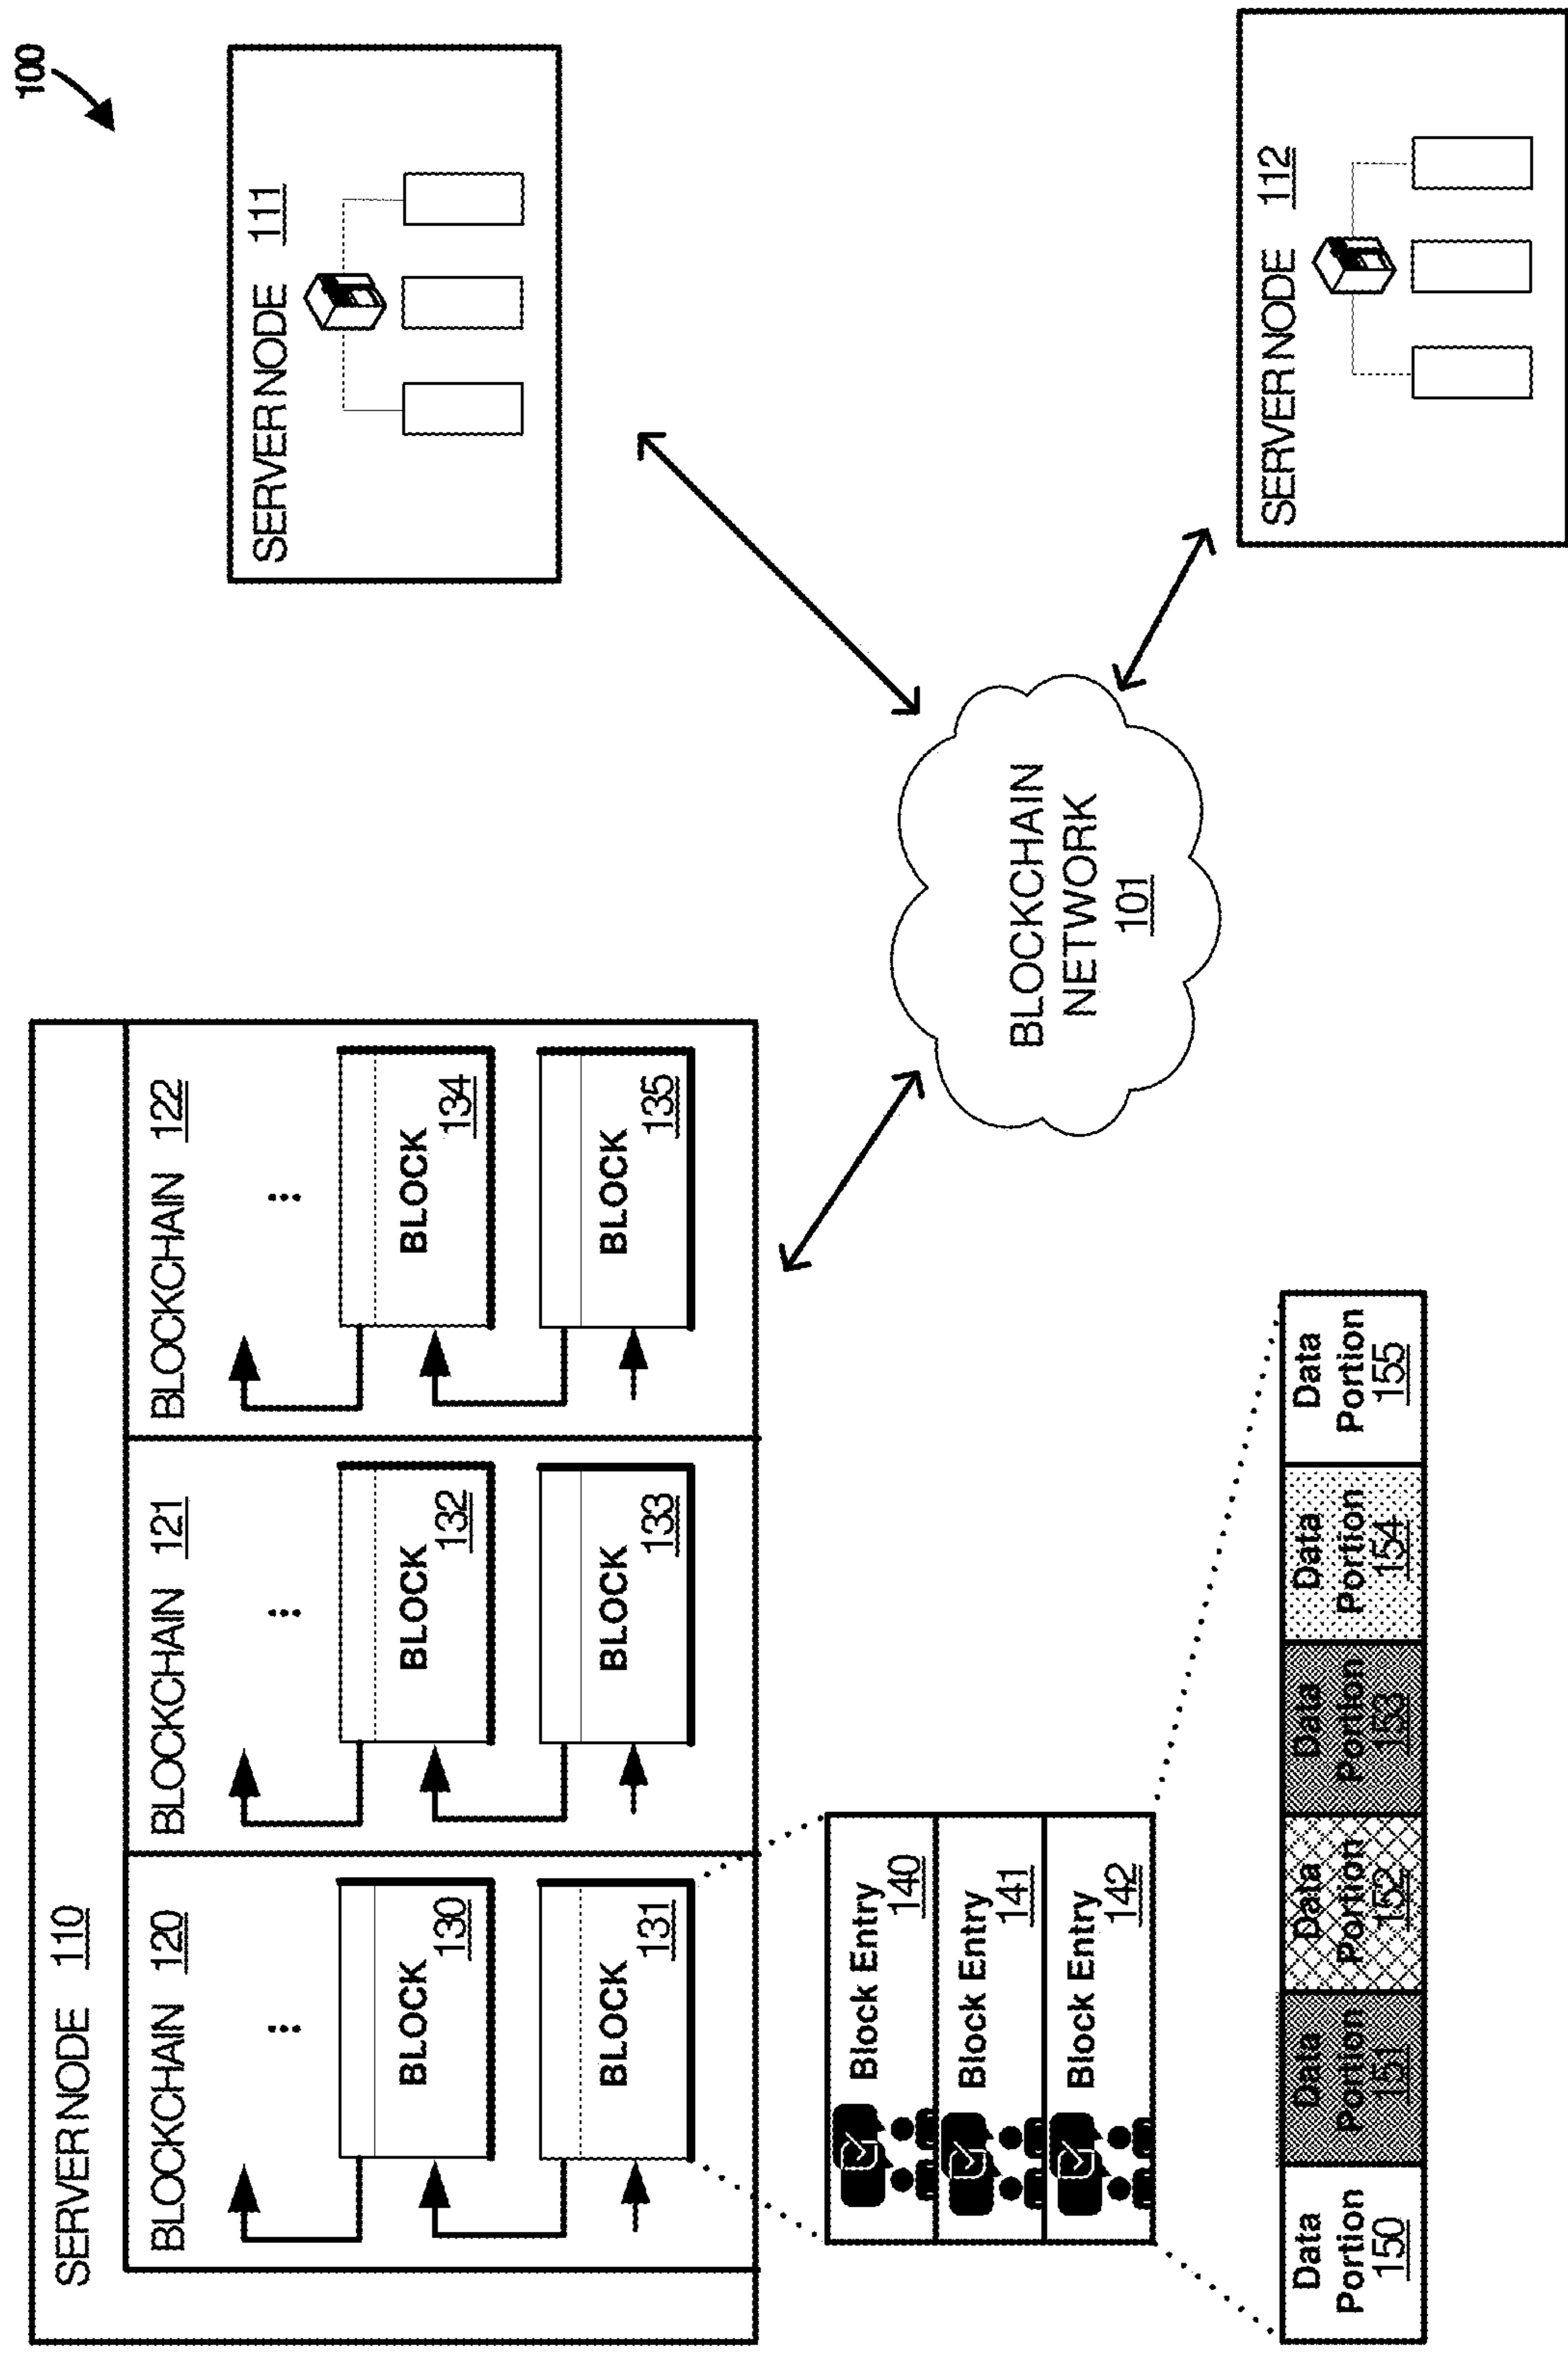 100
SERVER NODE 110
BLOCKCHAIN 120
BLOCKCHAIN 121
BLOCKCHAIN 122
...
...
...
BLOCK
130
BLOCK
132
BLOCK
134
BLOCK
131
BLOCK
133
BLOCK
135
SERVER NODE 111
Block Entry
140
Block Entry
141
Block Entry
142
BLOCKCHAIN
NETWORK
101
SERVER NODE 112
Data
Portion
150
Data
Portion
151
Data
Portion
152
Data
Portion
153
Data
Portion
154
Data
Portion
155